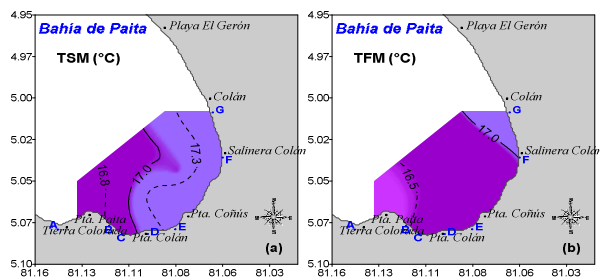 4.95
Bahía de Paita
Playa El Gerón
TSM (°C)
4.97
5.00
Colán
G
5.02
17.3
17.0
16.8
Salinera Colán
F
5.05
Pta. Coñüs
Pta. Paita
A
Tierra Colorada
B
C
D
E
Pta. Colán
5.07
(a)
5.10
81.16
81.13
81.11
81.08
81.06
81.03
4.95
Bahía de Paita
Playa El Gerón
TFM (°C)
4.97
5.00
Colán
G
5.02
17.0
16.5
Salinera Colán
F
5.05
Pta. Coñüs
Pta. Paita
A
Tierra Colorada
B
C
D
E
Pta. Colán
5.07
(b)
5.10
81.16
81.13
81.11
81.08
81.06
81.03